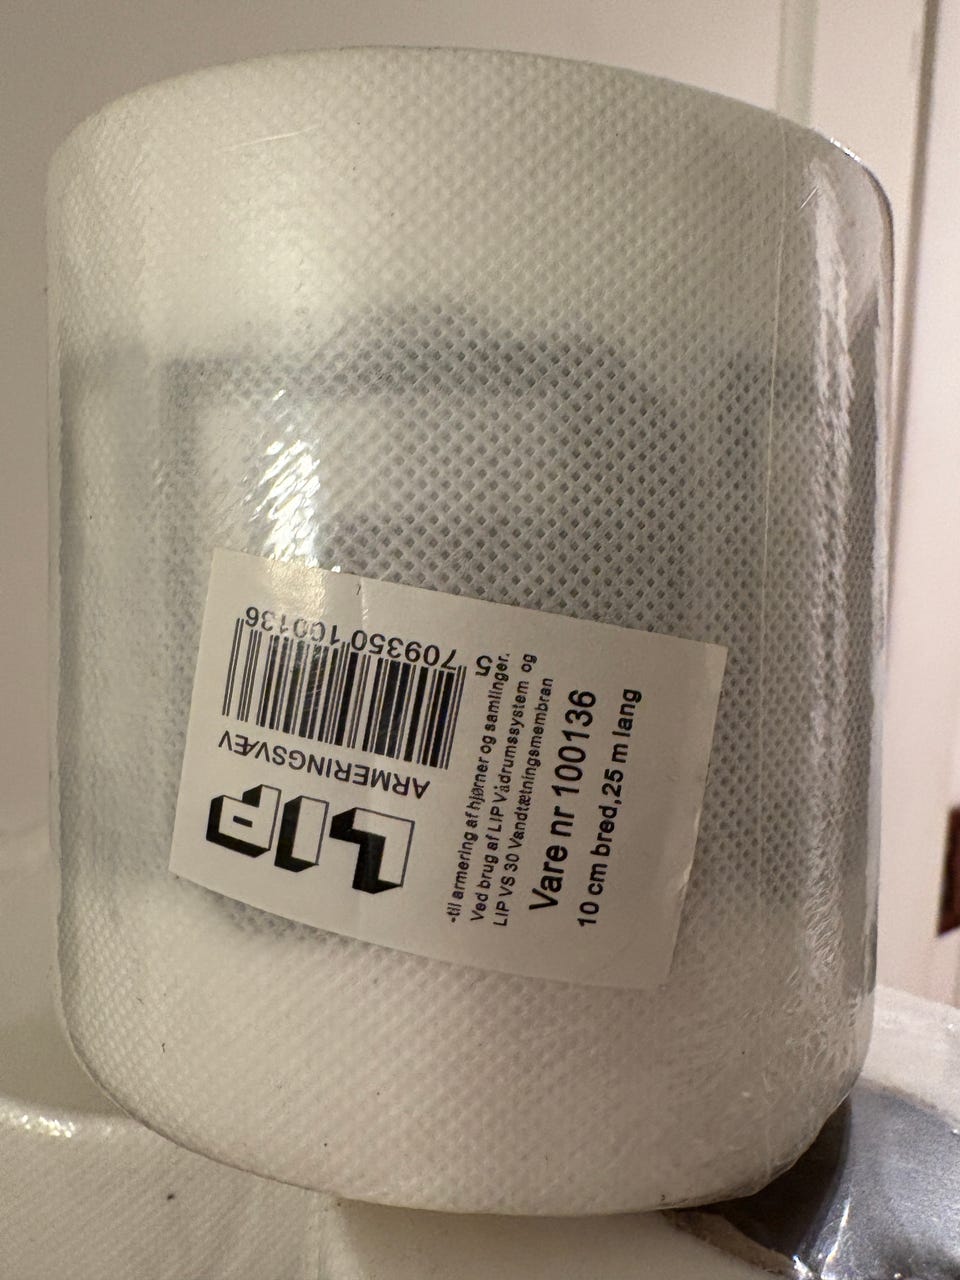 LIP
ARMERINGSVÆV
5 709350 100136
-til armering af hjørner og samlinger.
Ved brug af LIP Vådrumssystem og
LIP VS 30 Vandtætningsmembran
Vare nr 100136
10 cm bred,25 m lang